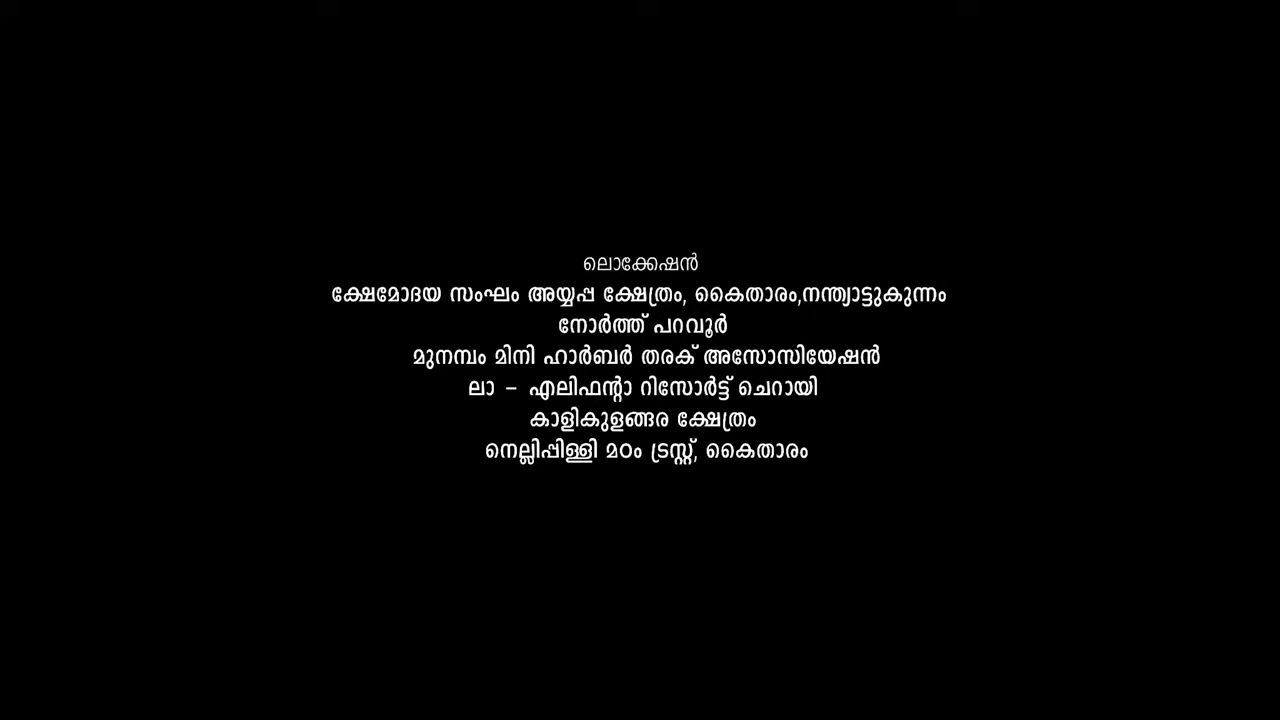 ലൊക്കേഷൻ
ക്ഷേമോദയ സംഘം അയ്യപ്പ ക്ഷേത്രം, കൈതാരം,നന്ത്യാട്ടുകുന്നം
നോർത്ത് പറവൂർ
മുനമ്പം മിനി ഹാർബർ തരക് അസോസിയേഷൻ
ലാ – എലിഫന്റാ റിസോർട്ട് ചെറായി
കാളികുളങ്ങര ക്ഷേത്രം
നെല്ലിപ്പിള്ളി മഠം ട്രസ്റ്റ്, കൈതാരം